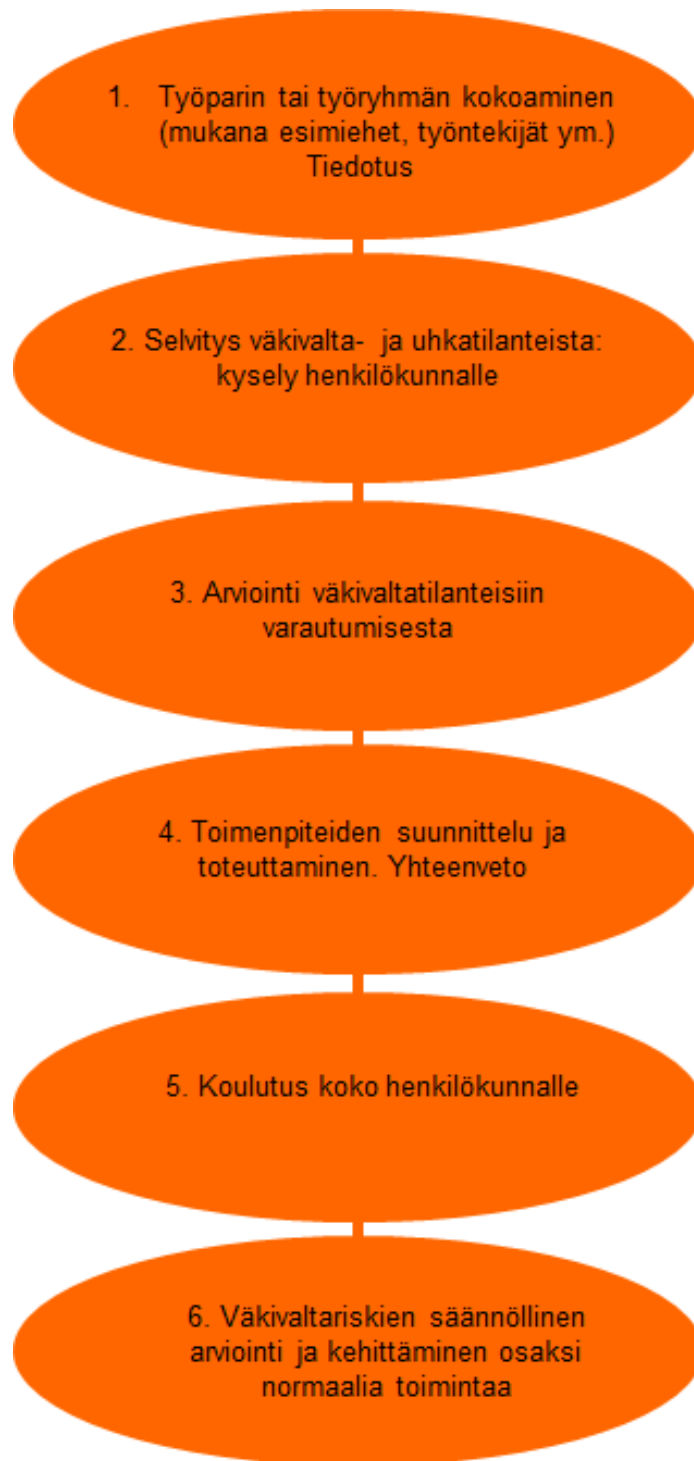 1. Työparin tai työryhmän kokoaminen
(mukana esimiehet, työntekijät ym.)
Tiedotus
2. Selvitys väkivalta- ja uhkatilanteista:
kysely henkilökunnalle
3. Arviointi väkivaltatilanteisiin
varautumisesta
4. Toimenpiteiden suunnittelu ja
toteuttaminen. Yhteenveto
5. Koulutus koko henkilökunnalle
6. Väkivaltariskien säännöllinen
arviointi ja kehittäminen osaksi
normaalia toimintaa